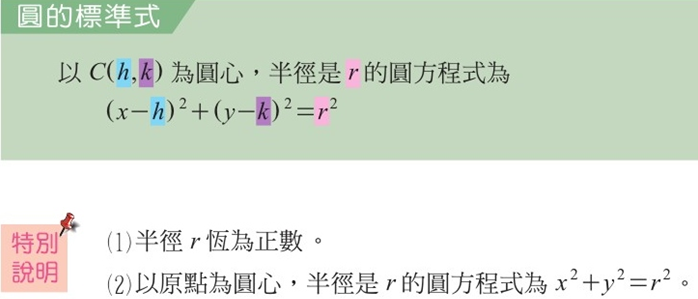 圓的標準式
以 C(h,k) 為圓心，半徑是 r 的圓方程式為
(x−h)²+(y−k)²=r²
特別
說明
(1)半徑 r 恆為正數。
(2)以原點為圓心，半徑是 r 的圓方程式為 x²+y²=r²。